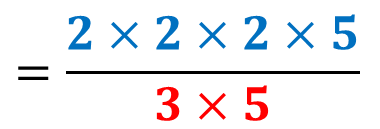 2 × 2 × 2 × 5
=
3 × 5